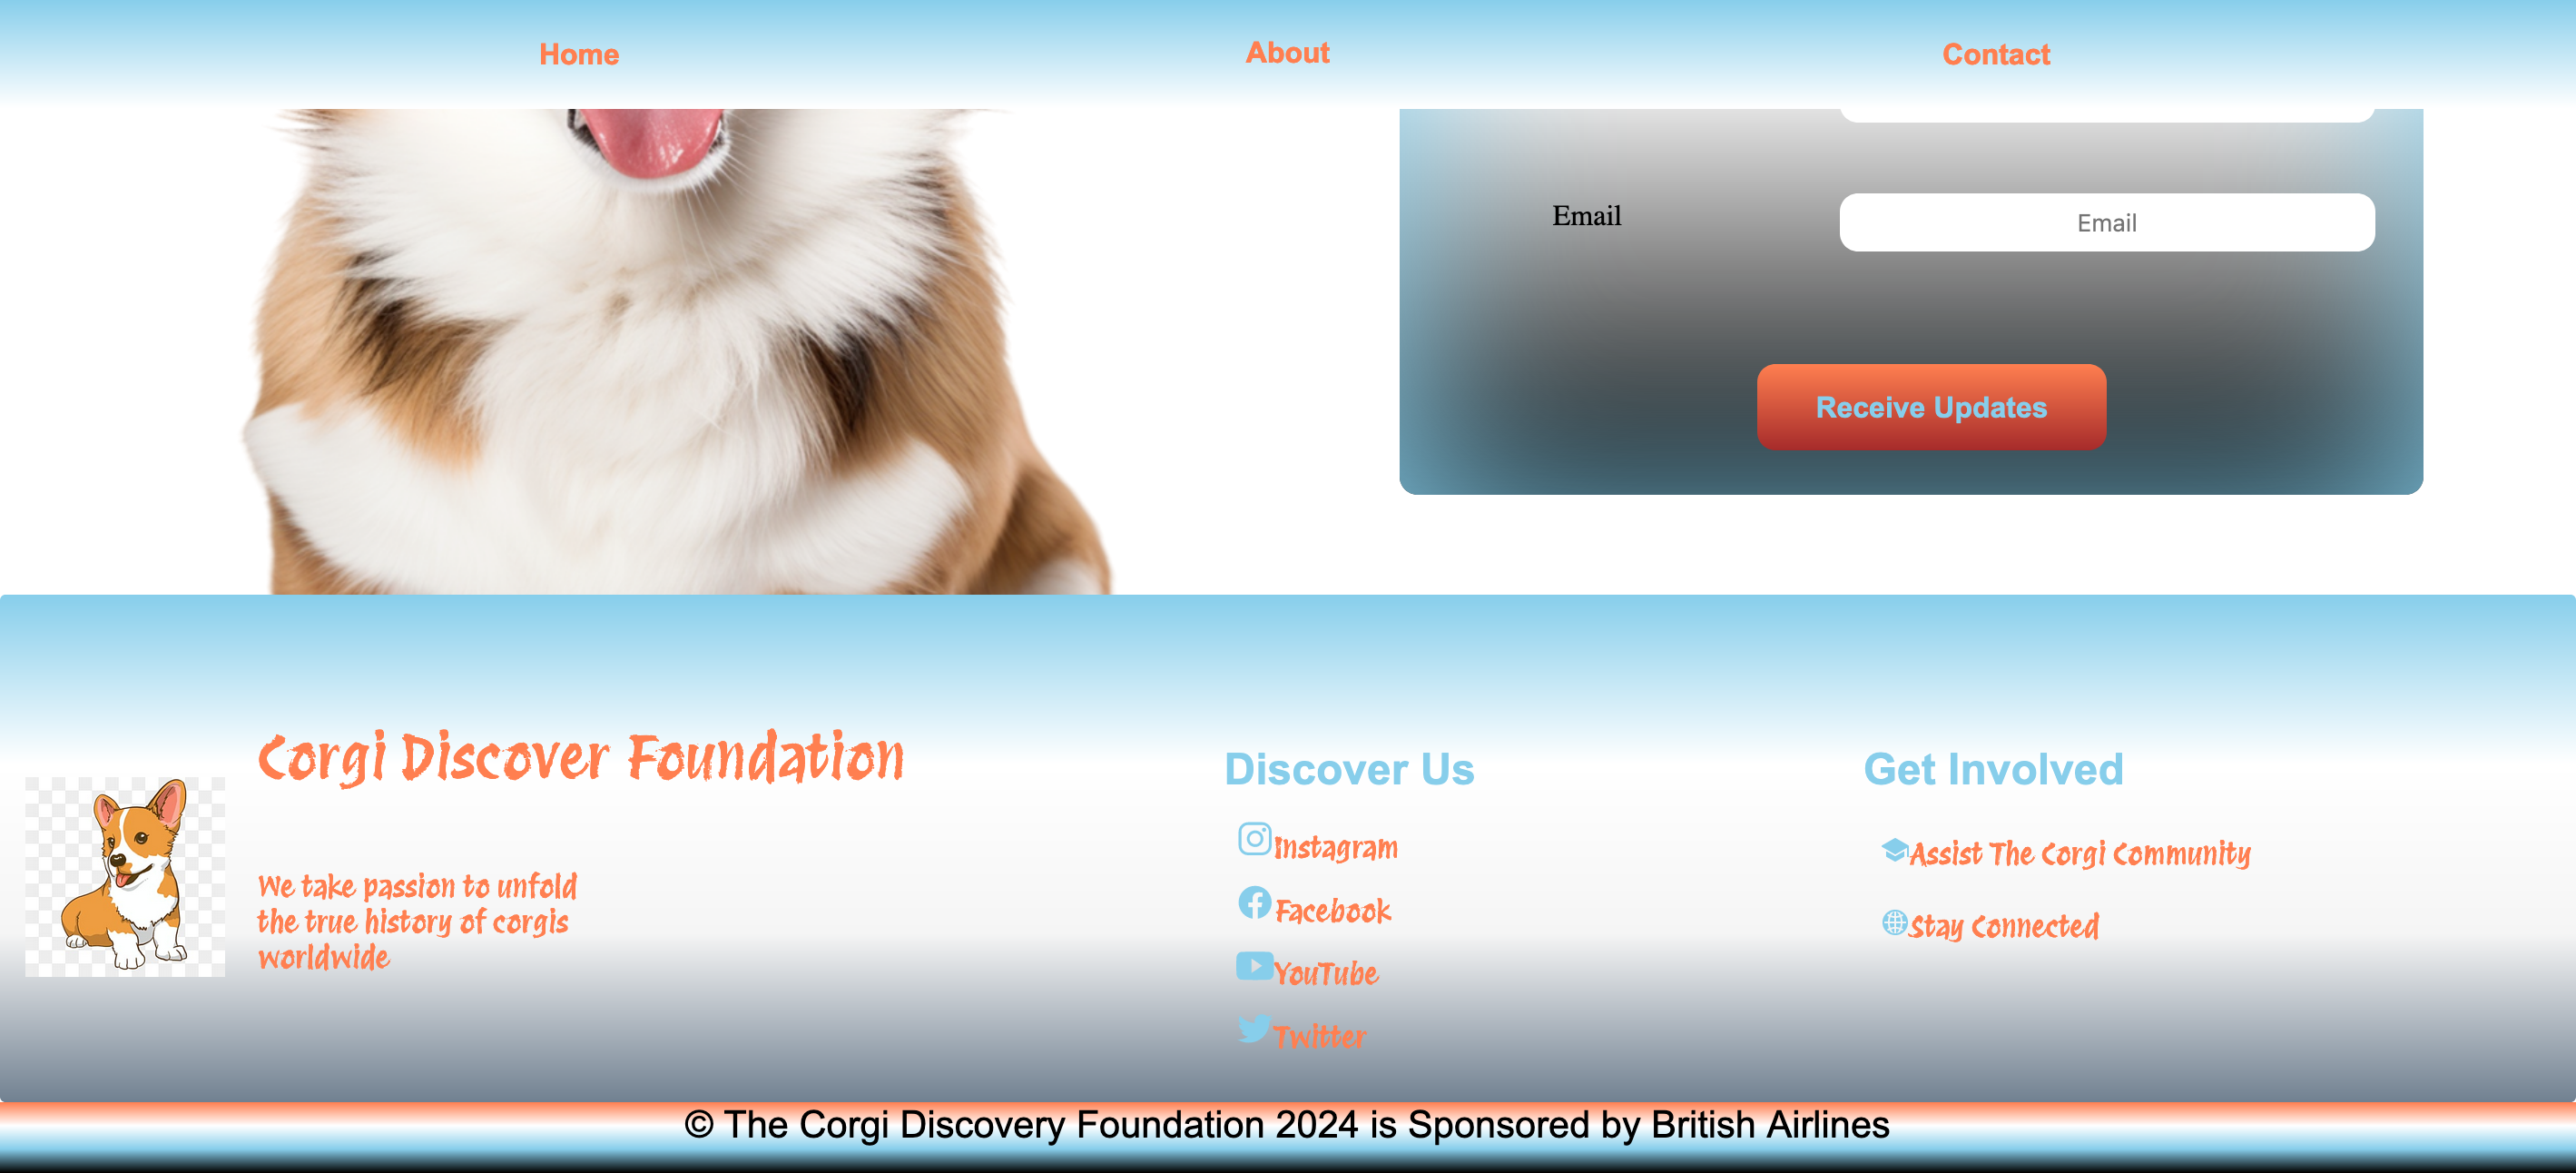 Home
About
Contact
Email
Email
Receive Updates
Corgi Discover Foundation
We take passion to unfold
the true history of corgis
worldwide
Discover Us
Instagram
Facebook
YouTube
Twitter
Get Involved
Assist The Corgi Community
Stay Connected
© The Corgi Discovery Foundation 2024 is Sponsored by British Airlines